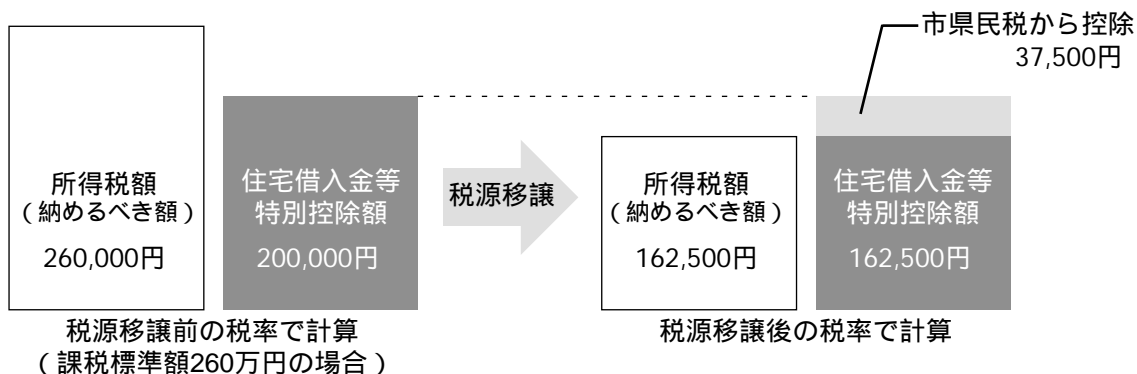 市県民税から控除
37,500円
所得税額
（納めるべき額）
260,000円
住宅借入金等
特別控除額
200,000円
税源移譲
所得税額
（納めるべき額）
162,500円
住宅借入金等
特別控除額
162,500円
税源移譲前の税率で計算
（課税標準額260万円の場合）
税源移譲後の税率で計算